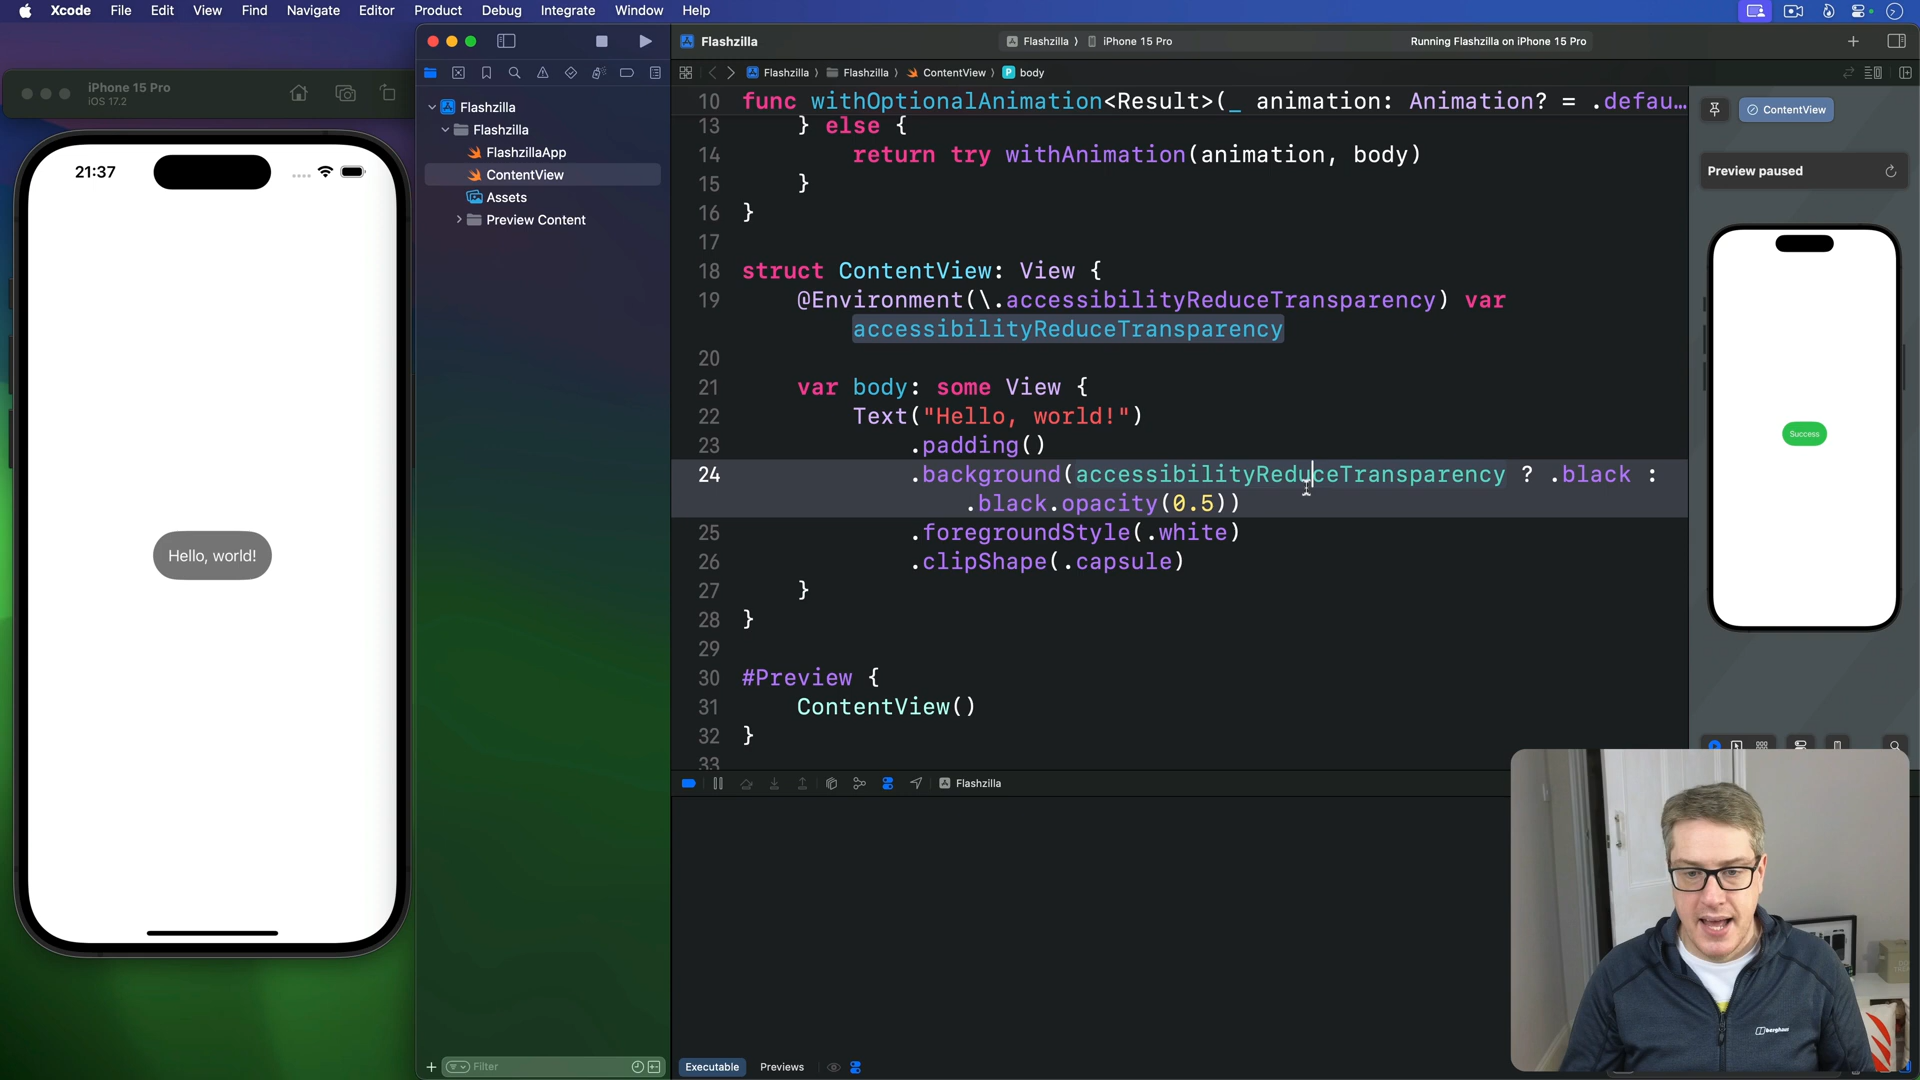 Xcode File Edit View Find Navigate Editor Product Debug Integrate Window Help
iPhone 15 Pro
iOS 17.2
21:37
Hello, world!
Flashzilla
Flashzilla
FlashzillaApp
ContentView
Assets
Preview Content
Filter
Flashzilla
Flashzilla 〉 iPhone 15 Pro
Running Flashzilla on iPhone 15 Pro
Flashzilla 〉 Flashzilla 〉 ContentView 〉 P body
10 func withOptionalAnimation<Result>(_ animation: Animation? = .defau…
13 } else {
14 return try withAnimation(animation, body)
15 }
16 }
17
18 struct ContentView: View {
19 @Environment(\.accessibilityReduceTransparency) var
accessibilityReduceTransparency
20
21 var body: some View {
22 Text("Hello, world!")
23 .padding()
24 .background(accessibilityReduceTransparency ? .black :
.black.opacity(0.5))
25 .foregroundStyle(.white)
26 .clipShape(.capsule)
27 }
28 }
29
30 #Preview {
31 ContentView()
32 }
33
Flashzilla
Executable Previews
ContentView
Preview paused
Success
berghaus